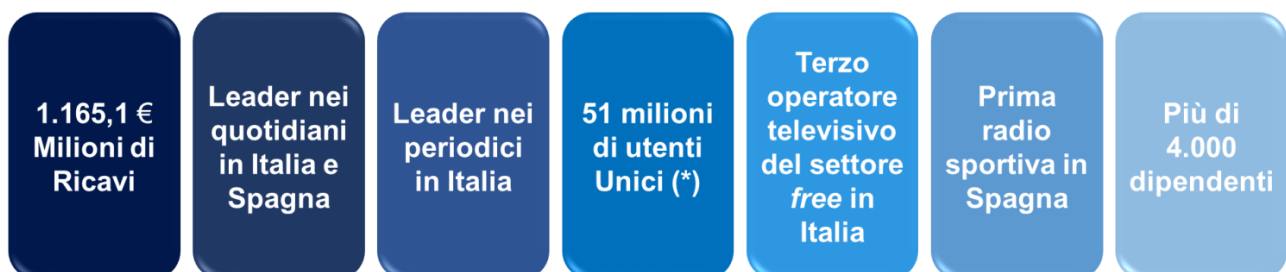 1.165,1 €
Milioni di
Ricavi
Leader nei
quotidiani
in Italia e
Spagna
Leader nei
periodici
in Italia
51 milioni
di utenti
Unici (*)
Terzo
operatore
televisivo
del settore
free in
Italia
Prima
radio
sportiva in
Spagna
Più di
4.000
dipendenti